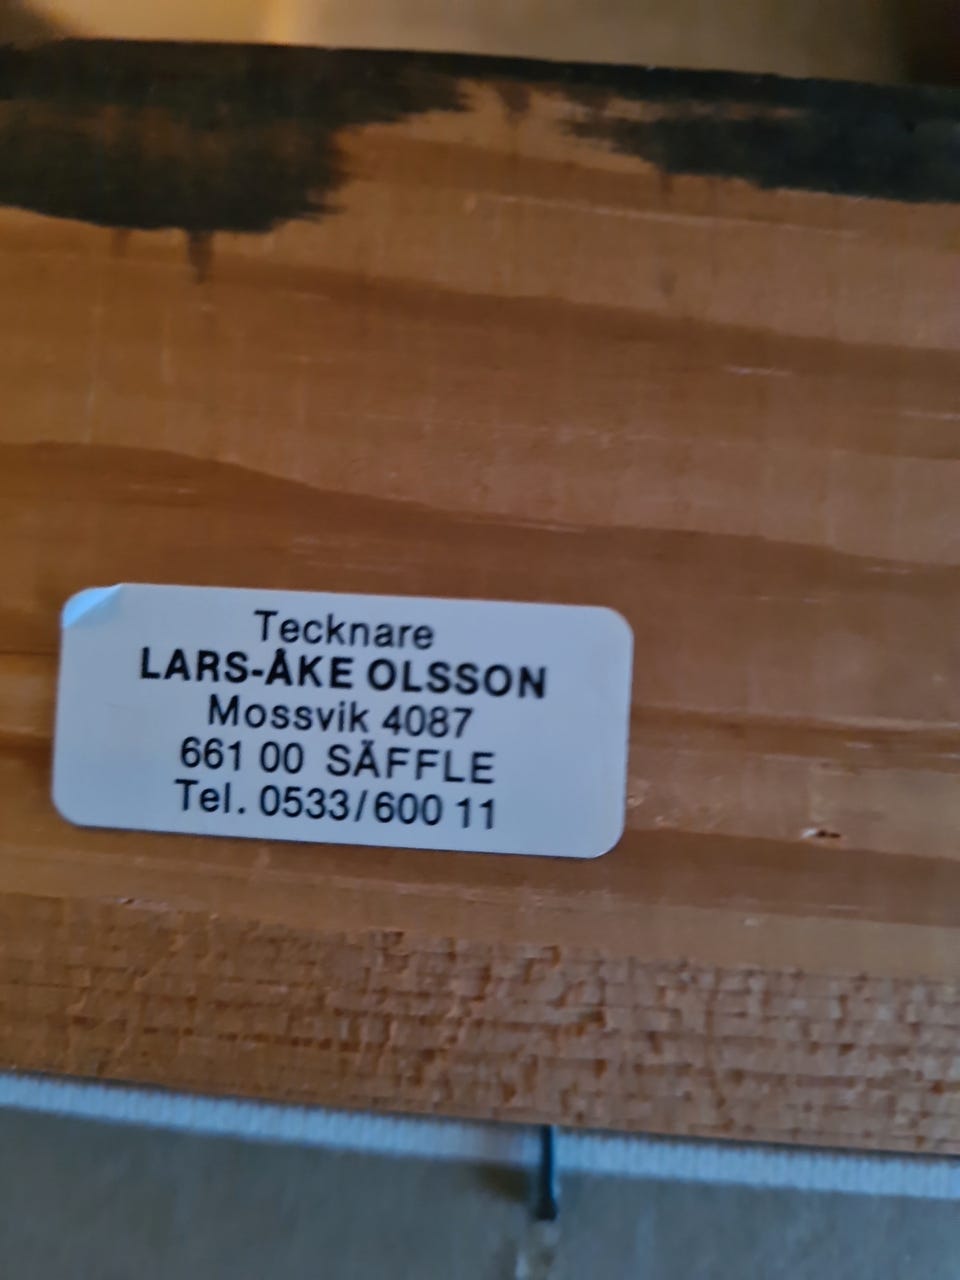 Tecknare
LARS-ÅKE OLSSON
Mossvik 4087
661 00 SÄFFLE
Tel. 0533/600 11